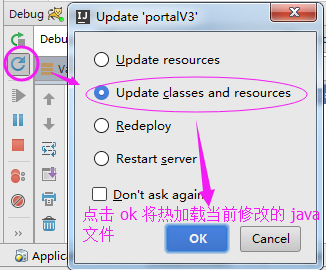 Debug
Update 'portalV3'
Debu
Update resources
Va
Update classes and resources
Redeploy
Restart server
Don't ask again
点击 ok 将热加载当前修改的 java
文件
OK
Cancel
Applicat